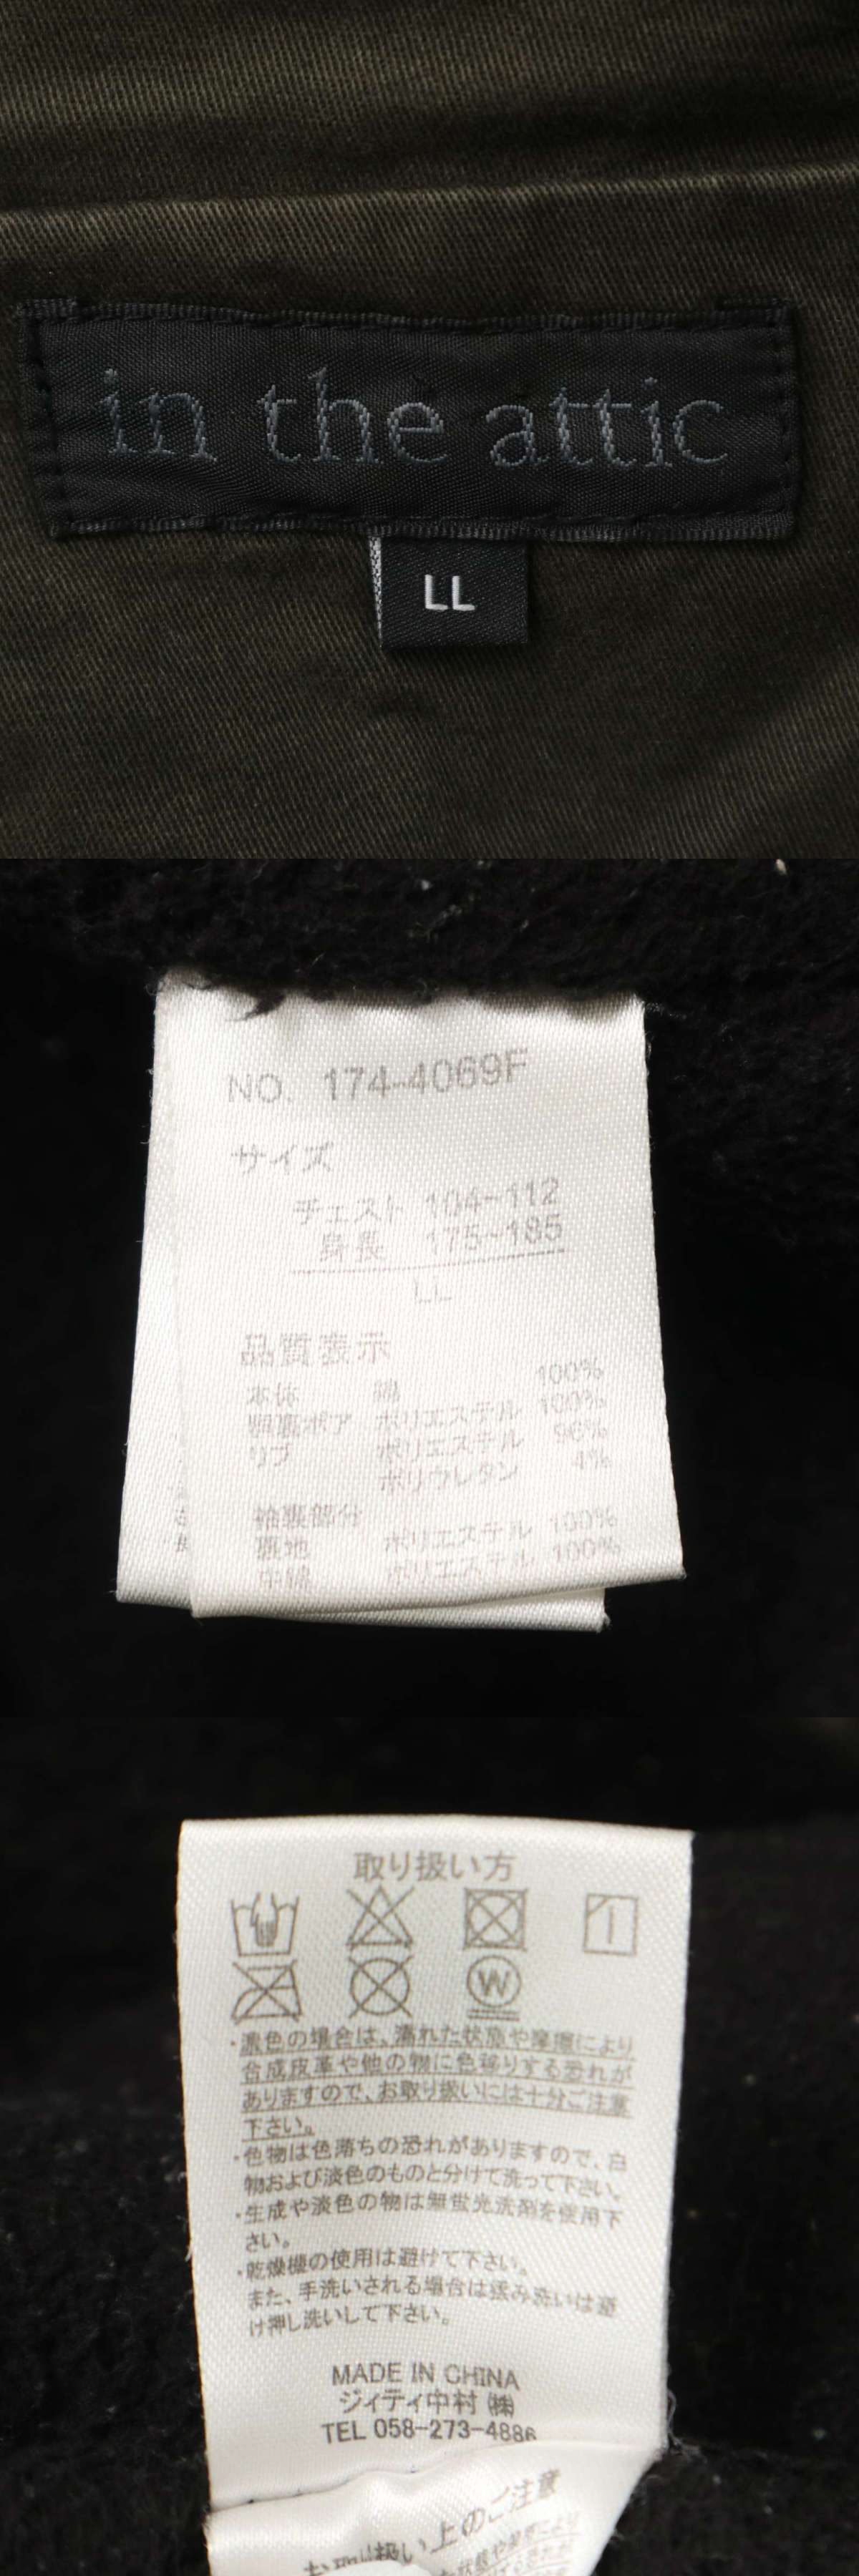 in the attic
LL
NO. 174-4069F
サイズ
チェスト 104~112
身長 175~185
LL
品質表示
本体 綿 100%
胴裏ボア ポリエステル 100%
リブ ポリエステル 96%
ポリウレタン 4%
袖裏部分
裏地 ポリエステル 100%
中綿 ポリエステル 100%
取り扱い方
W
・濃色の場合は、濡れた状態や摩擦により
合成皮革や他の物に色移りする恐れが
ありますので、お取り扱いには十分ご注意
下さい。
・色物は色落ちの恐れがありますので、白
物および淡色のものと分けて洗って下さい。
・生成や淡色の物は無蛍光洗剤を使用下
さい。
・乾燥機の使用は避けて下さい。
また、手洗いされる場合は揉み洗いは避
け押し洗いして下さい。
MADE IN CHINA
ジィティ中村 ㈱
TEL 058-273-4886
お取り扱い上のご注意